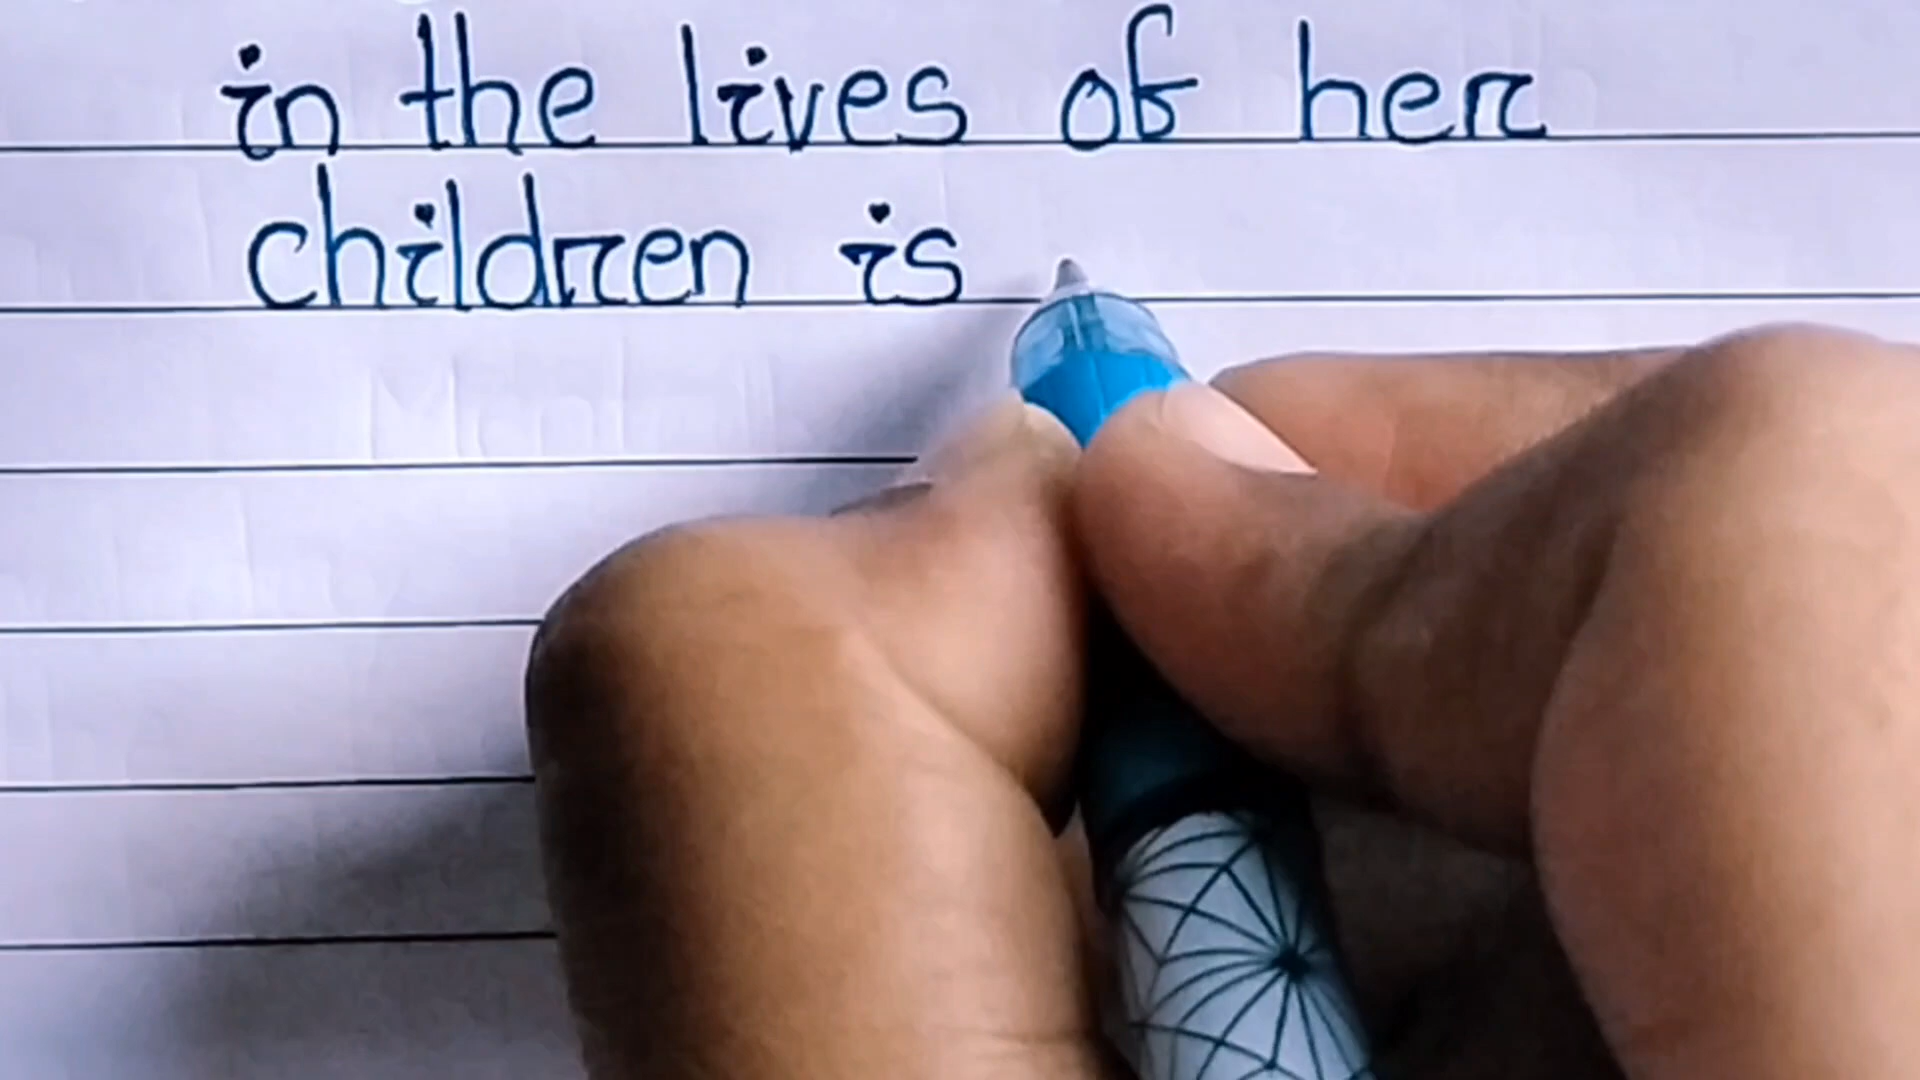 in the lives of her
children is